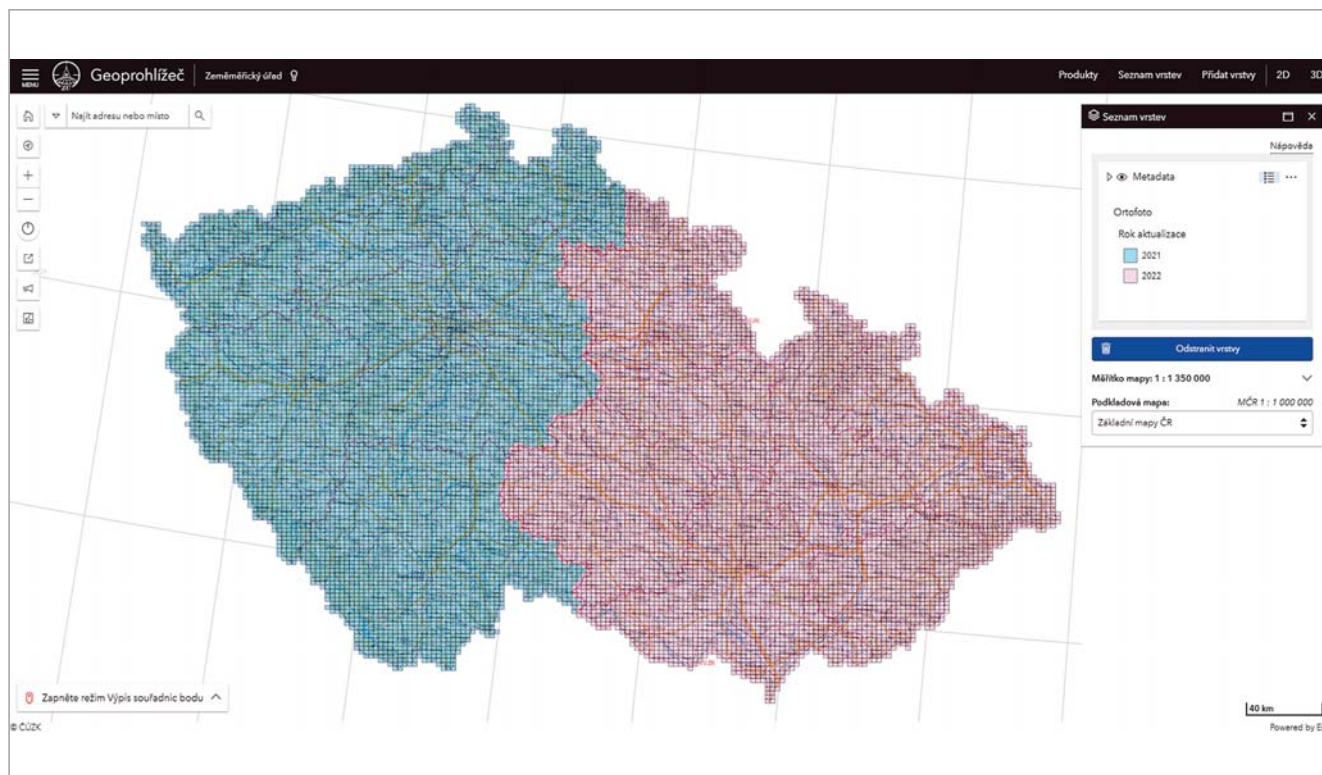 MENU
Geoprohlížeč
Zeměměřický úřad
Produkty
Seznam vrstev
Přidat vrstvy
2D
3D
Najít adresu nebo místo
Seznam vrstev
Nápověda
Metadata
Ortofoto
Rok aktualizace
2021
2022
Odstranit vrstvy
Měřítko mapy: 1 : 1 350 000
Podkladová mapa:
MČR 1 : 1 000 000
Základní mapy ČR
Zapněte režim Výpis souřadnic bodu
40 km
© ČÚZK
Powered by E